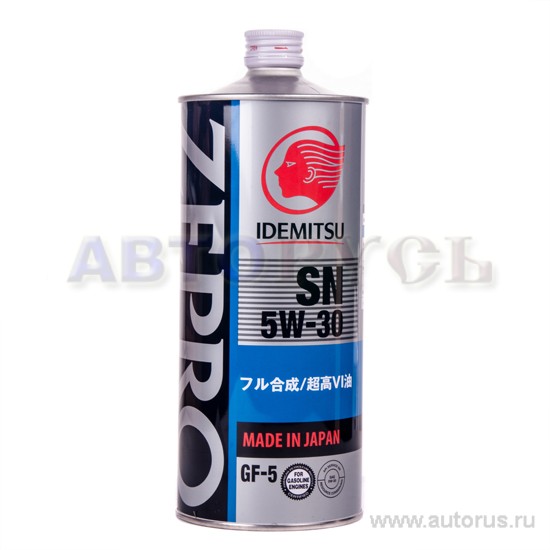 ZEPRO
IDEMITSU
АВТОРУСЬ
SN
5W-30
フル合成/超高VI油
MADE IN JAPAN
GF-5
FOR
GASOLINE
ENGINES
www.autorus.ru